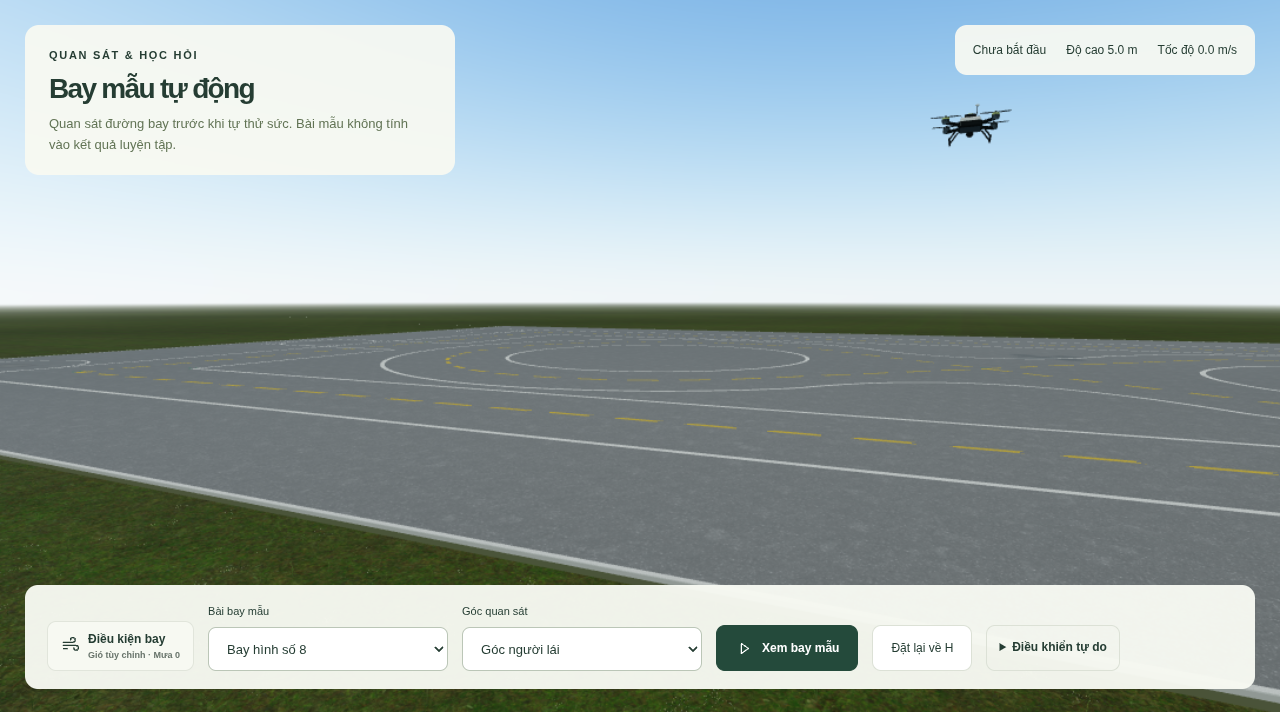 QUAN SÁT & HỌC HỎI
Bay mẫu tự động
Quan sát đường bay trước khi tự thử sức. Bài mẫu không tính
vào kết quả luyện tập.
Chưa bắt đầu Độ cao 5.0 m Tốc độ 0.0 m/s
Điều kiện bay
Gió tùy chỉnh · Mưa 0
Bài bay mẫu
Bay hình số 8
Góc quan sát
Góc người lái
Xem bay mẫu
Đặt lại về H
Điều khiển tự do